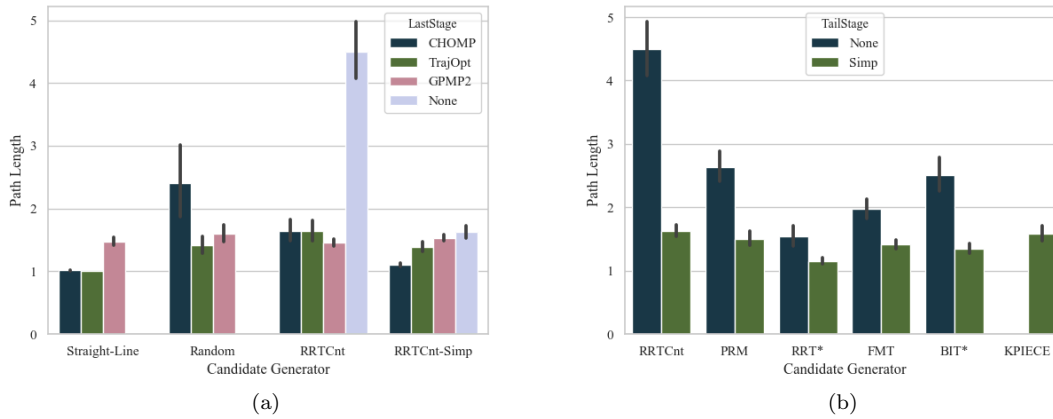 5
4
3
2
1
0
Path Length
LastStage
CHOMP
TrajOpt
GPMP2
None
Straight-Line
Random
RRTCnt
RRTCnt-Simp
Candidate Generator
(a)
5
4
3
2
1
0
Path Length
TailStage
None
Simp
RRTCnt
PRM
RRT*
FMT
BIT*
KPIECE
Candidate Generator
(b)